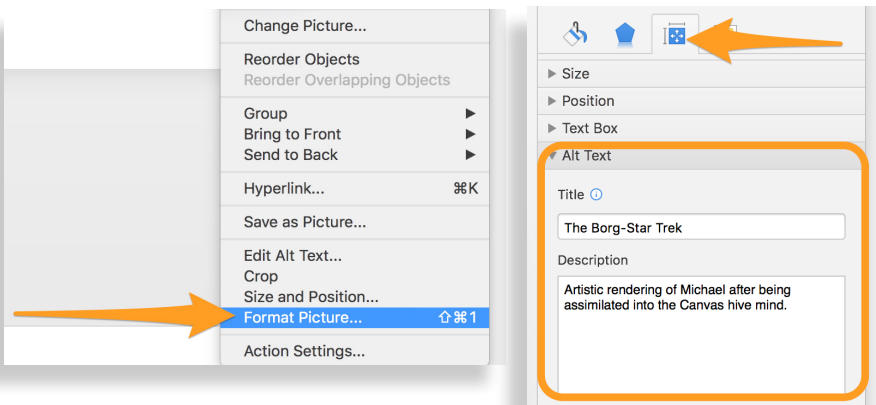 Change Picture...
Reorder Objects
Reorder Overlapping Objects
Group
Bring to Front
Send to Back
Hyperlink... ⌘K
Save as Picture...
Edit Alt Text...
Crop
Size and Position...
Format Picture... ⇧⌘1
Action Settings...
Size
Position
Text Box
Alt Text
Title
The Borg-Star Trek
Description
Artistic rendering of Michael after being
assimilated into the Canvas hive mind.